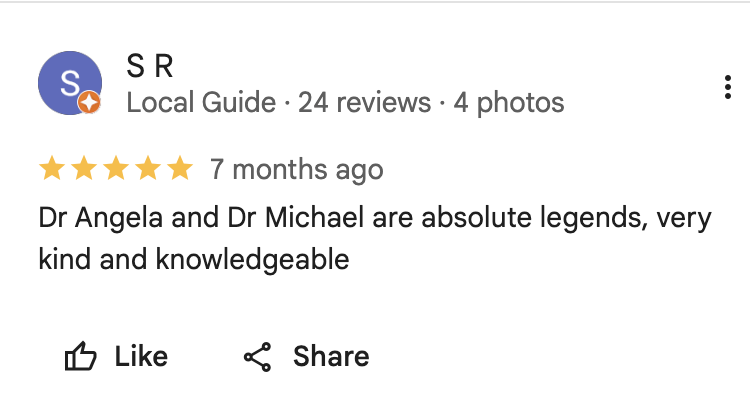 S
S R
Local Guide · 24 reviews · 4 photos
7 months ago
Dr Angela and Dr Michael are absolute legends, very
kind and knowledgeable
Like
Share